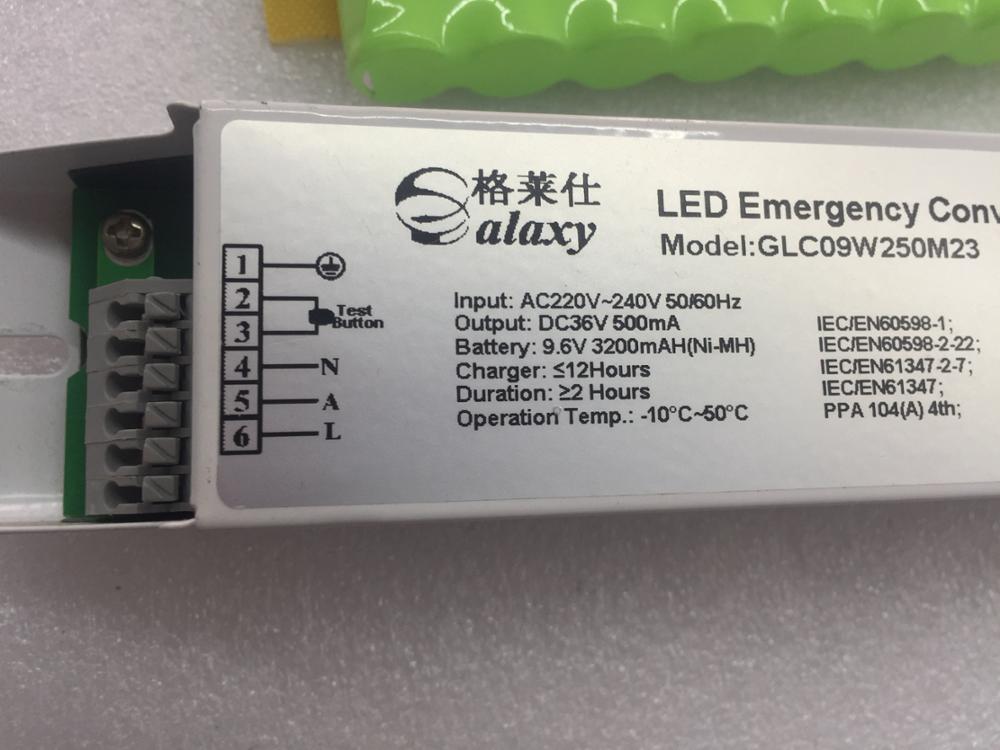 格莱仕
Galaxy
LED Emergency Conv
Model:GLC09W250M23
1
2
3
4
5
6
Test
Button
N
A
L
Input: AC220V~240V 50/60Hz
Output: DC36V 500mA
Battery: 9.6V 3200mAH(Ni-MH)
Charger: ≤12Hours
Duration: ≥2 Hours
Operation Temp.: -10°C~50°C
IEC/EN60598-1;
IEC/EN60598-2-22;
IEC/EN61347-2-7;
IEC/EN61347;
PPA 104(A) 4th;